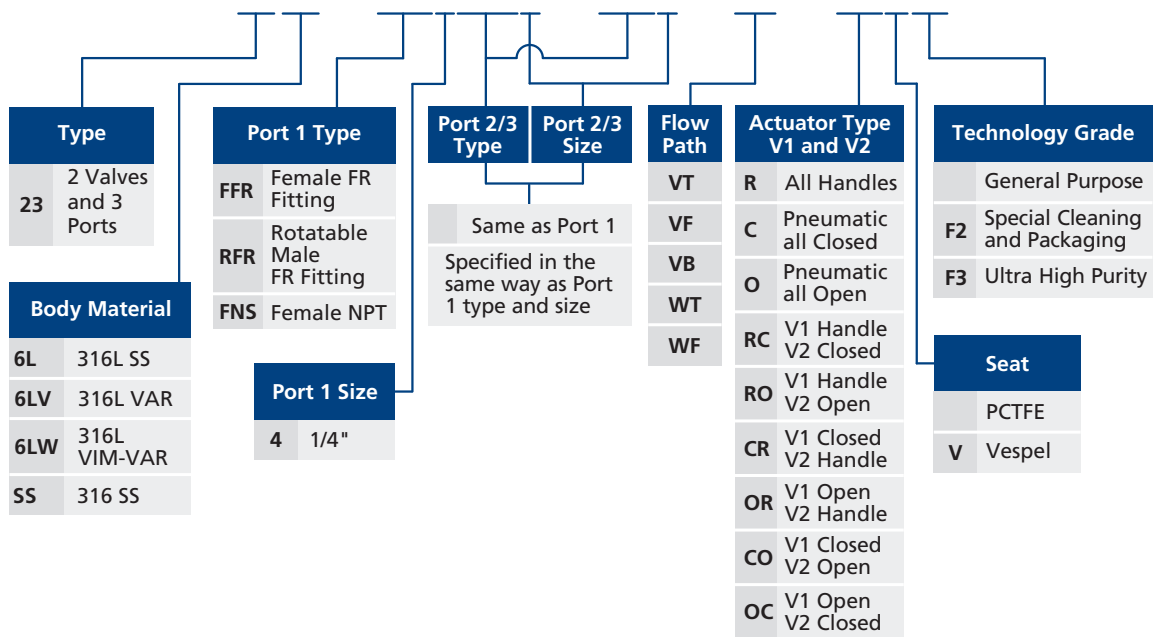 Type
23
2 Valves
and 3
Ports
Body Material
6L 316L SS
6LV 316L VAR
6LW
316L
VIM-VAR
SS 316 SS
Port 1 Type
FFR
Female FR
Fitting
RFR
Rotatable
Male
FR Fitting
FNS Female NPT
Port 1 Size
4 1/4"
Port 2/3
Type
Port 2/3
Size
Same as Port 1
Specified in the
same way as Port
1 type and size
Flow
Path
VT
VF
VB
WT
WF
Actuator Type
V1 and V2
R All Handles
C
Pneumatic
all Closed
O
Pneumatic
all Open
RC
V1 Handle
V2 Closed
RO
V1 Handle
V2 Open
CR
V1 Closed
V2 Handle
OR
V1 Open
V2 Handle
CO
V1 Closed
V2 Open
OC
V1 Open
V2 Closed
Technology Grade
General Purpose
F2
Special Cleaning
and Packaging
F3 Ultra High Purity
Seat
PCTFE
V Vespel